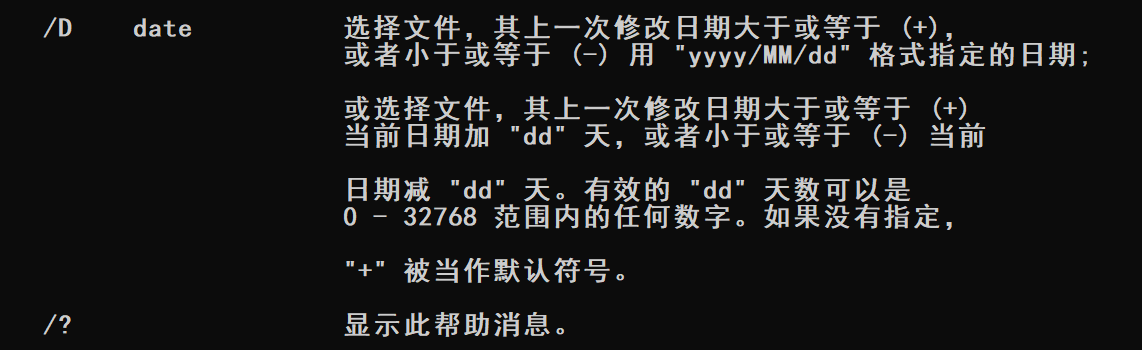 /D    date    选择文件，其上一次修改日期大于或等于 (+)，
或者小于或等于 (-) 用 "yyyy/MM/dd" 格式指定的日期;
或选择文件，其上一次修改日期大于或等于 (+)
当前日期加 "dd" 天，或者小于或等于 (-) 当前
日期减 "dd" 天。有效的 "dd" 天数可以是
0 - 32768 范围内的任何数字。如果没有指定，
"+" 被当作默认符号。
/?    显示此帮助消息。